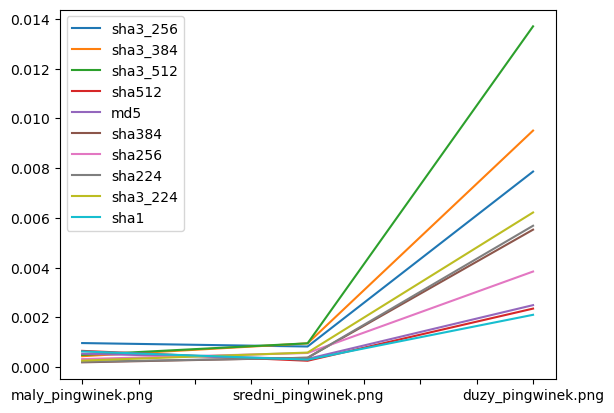 0.014
0.012
0.010
0.008
0.006
0.004
0.002
0.000
sha3_256
sha3_384
sha3_512
sha512
md5
sha384
sha256
sha224
sha3_224
sha1
maly_pingwinek.png
sredni_pingwinek.png
duzy_pingwinek.png